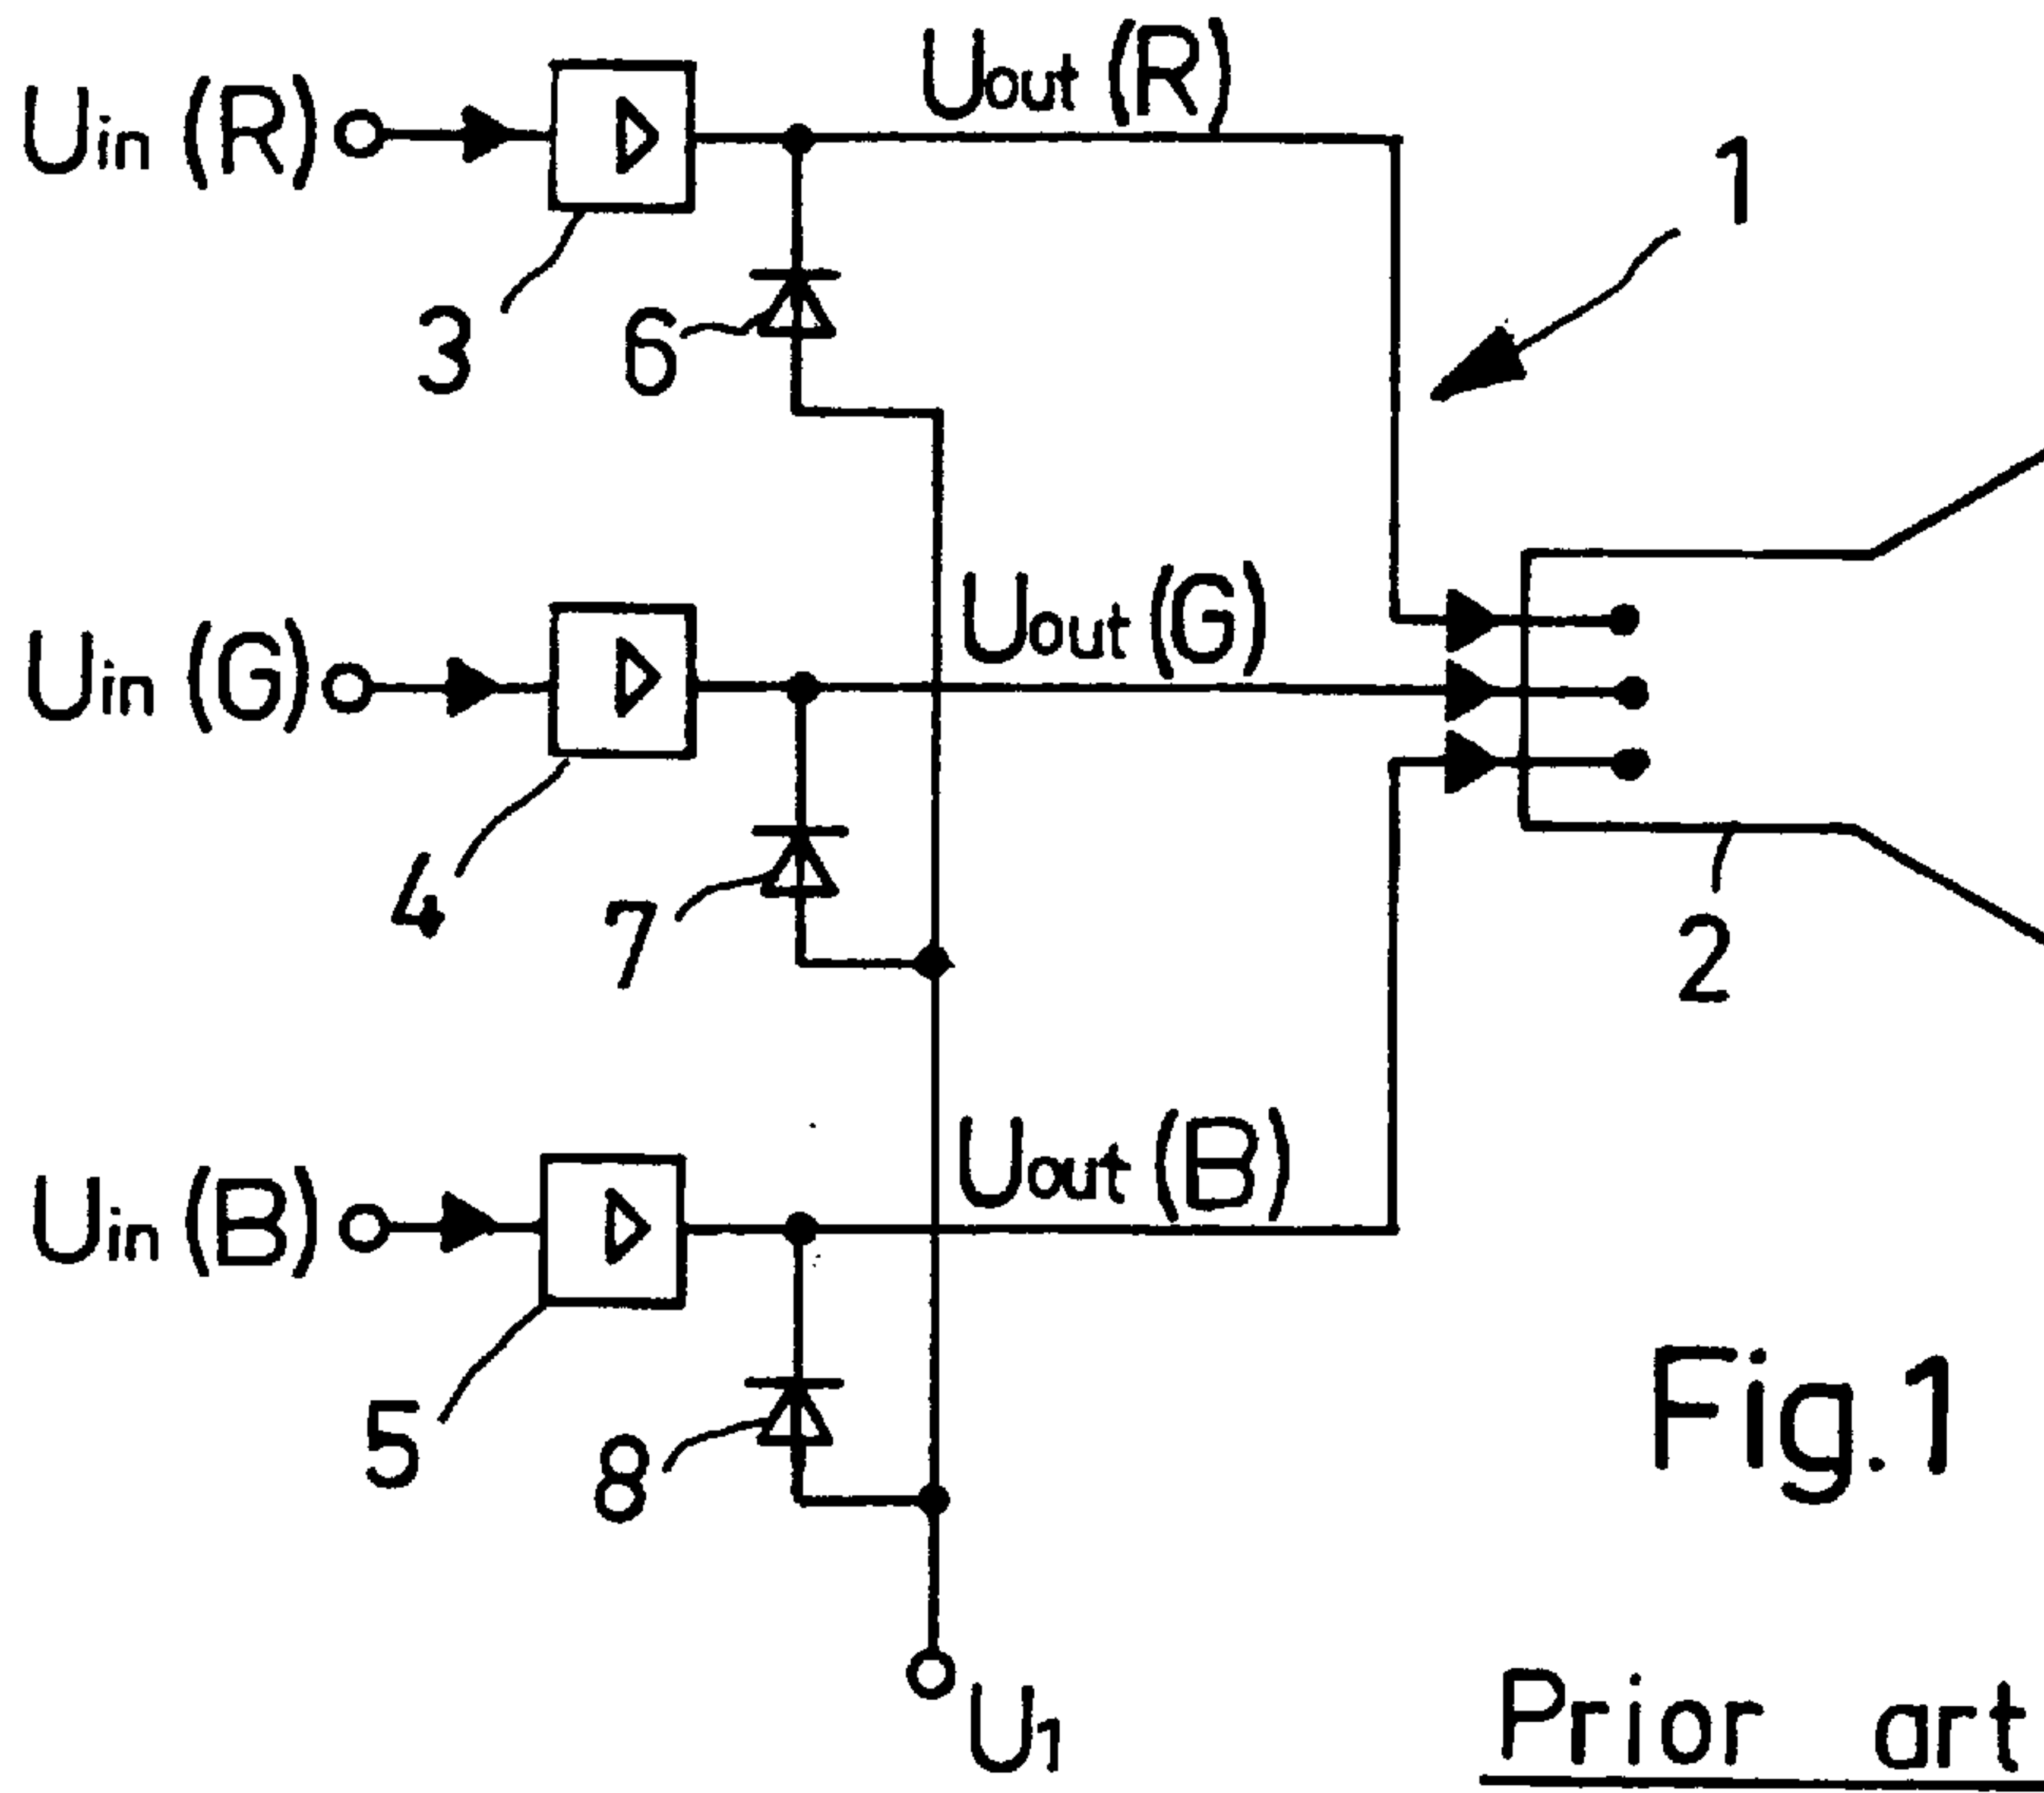 Uout (R)
Uin (R)
1
3
6
Uout (G)
Uin (G)
4
7
2
Uout (B)
Uin (B)
5
8
Fig.1
U1
Prior art